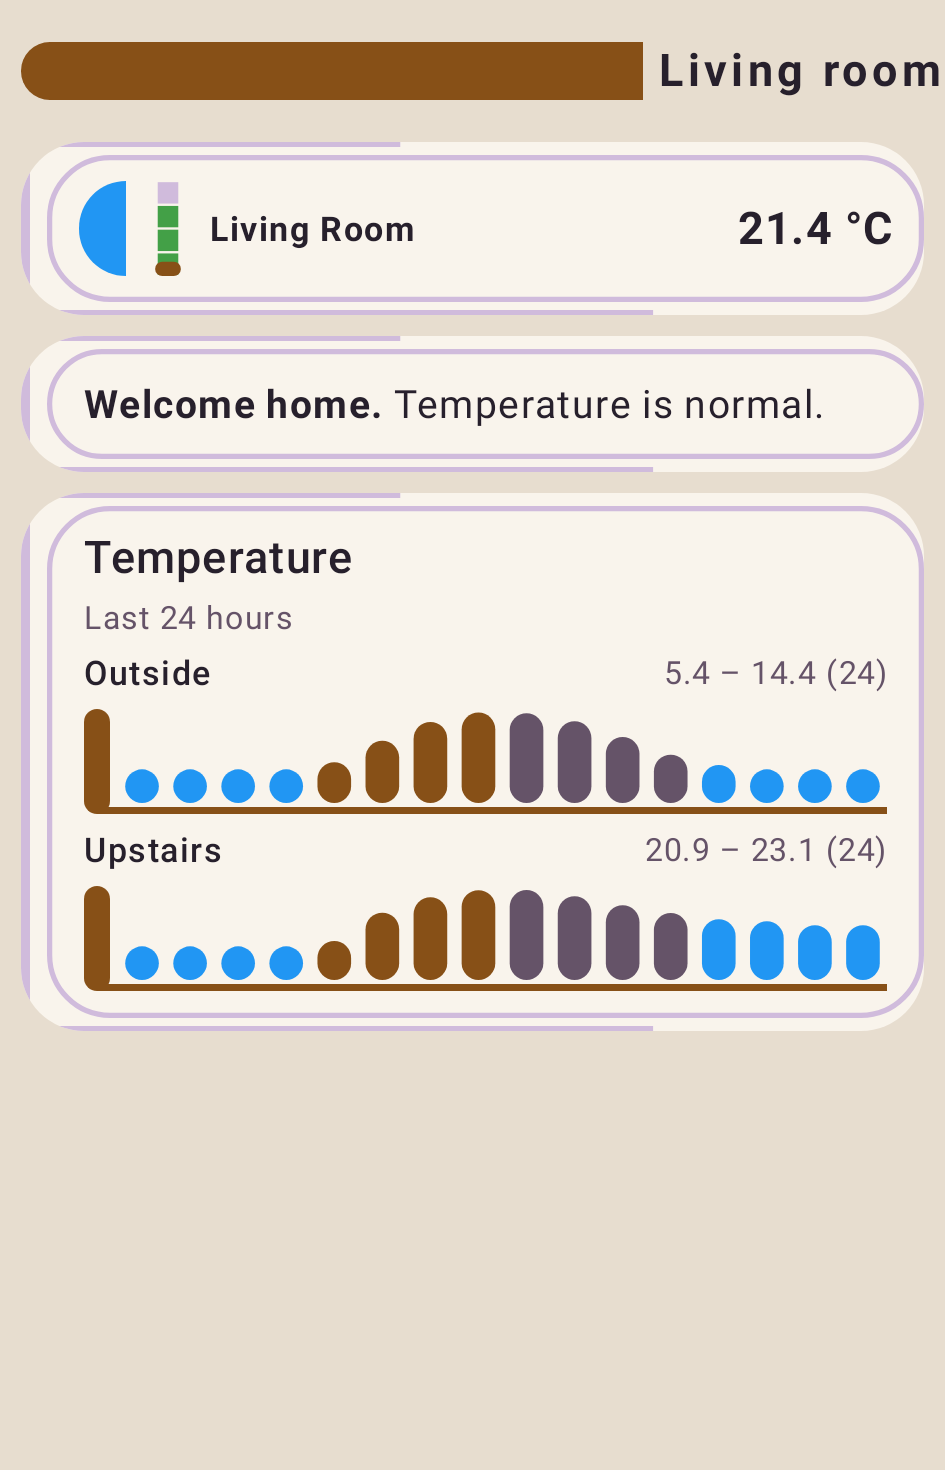 Living room
Living Room
21.4 °C
Welcome home. Temperature is normal.
Temperature
Last 24 hours
Outside
5.4 – 14.4 (24)
Upstairs
20.9 – 23.1 (24)